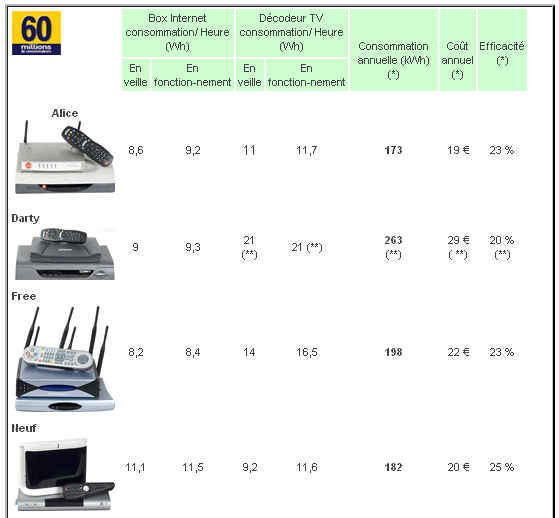 60
millions
de consommateurs
Box Internet consommation/ Heure (Wh)
Décodeur TV consommation/ Heure (Wh)
Consommation annuelle (kWh) (*)
Coût annuel (*)
Efficacité (*)
En veille
En fonction-nement
En veille
En fonction-nement
Alice
8,6 9,2 11 11,7 173 19 € 23 %
Darty
9 9,3 21 (**) 21 (**) 263 (**) 29 € ( **) 20 % (**)
Free
8,2 8,4 14 16,5 198 22 € 23 %
Neuf
11,1 11,5 9,2 11,6 182 20 € 25 %